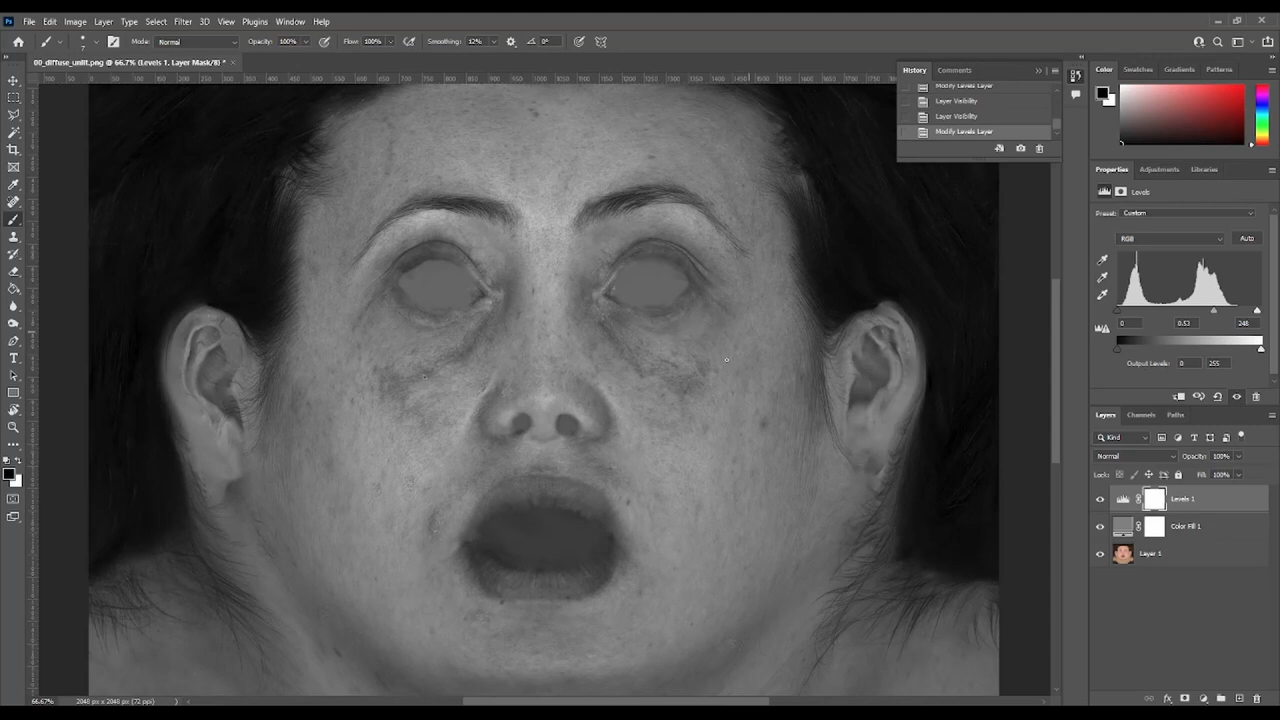 Ps File Edit Image Layer Type Select Filter 3D View Plugins Window Help
7 Mode: Normal Opacity: 100% Flow: 100% Smoothing: 12% 0°
00_diffuse_unlit.png @ 66.7% (Levels 1, Layer Mask/8) *
History Comments
Modify Levels Layer
Layer Visibility
Layer Visibility
Modify Levels Layer
Color Swatches Gradients Patterns
Properties Adjustments Libraries
Levels
Preset: Custom
RGB Auto
0 0.53 248
Output Levels: 0 255
Layers Channels Paths
Kind
Normal Opacity: 100%
Lock: Fill: 100%
Levels 1
Color Fill 1
Layer 1
66.67% 2048 px x 2048 px (72 ppi)